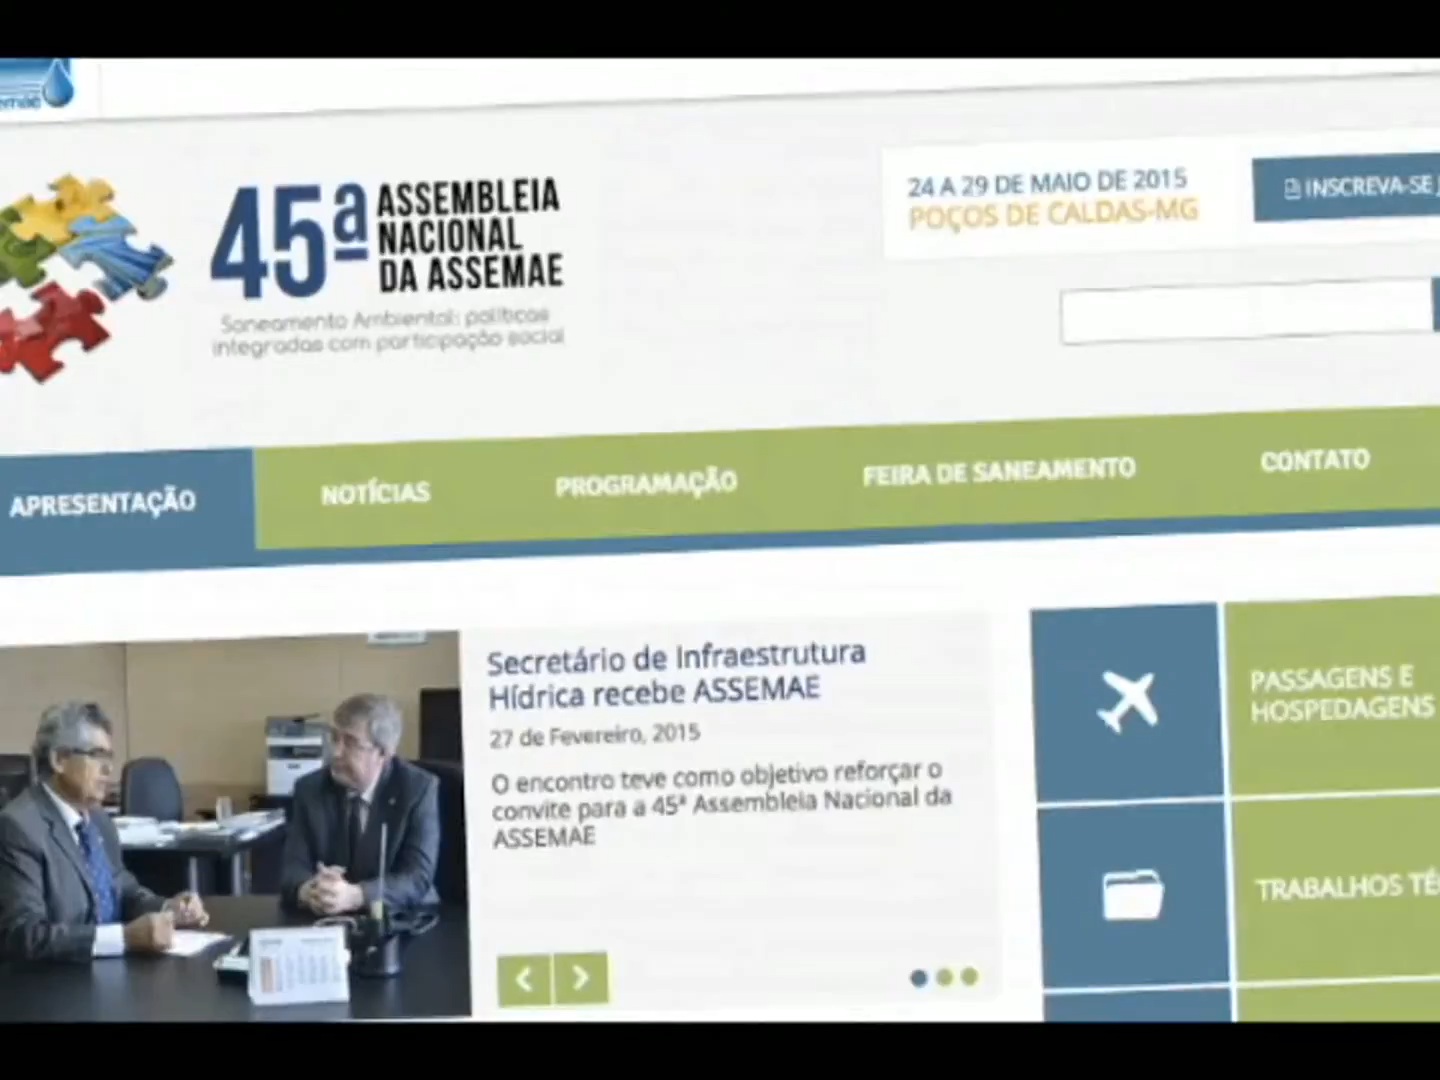 45ª ASSEMBLEIA
NACIONAL
DA ASSEMAE
Saneamento Ambiental: políticas
integradas com participação social
24 A 29 DE MAIO DE 2015
POÇOS DE CALDAS-MG
INSCREVA-SE
APRESENTAÇÃO
NOTÍCIAS
PROGRAMAÇÃO
FEIRA DE SANEAMENTO
CONTATO
Secretário de Infraestrutura
Hídrica recebe ASSEMAE
27 de Fevereiro, 2015
O encontro teve como objetivo reforçar o
convite para a 45ª Assembleia Nacional da
ASSEMAE
PASSAGENS E
HOSPEDAGENS
TRABALHOS